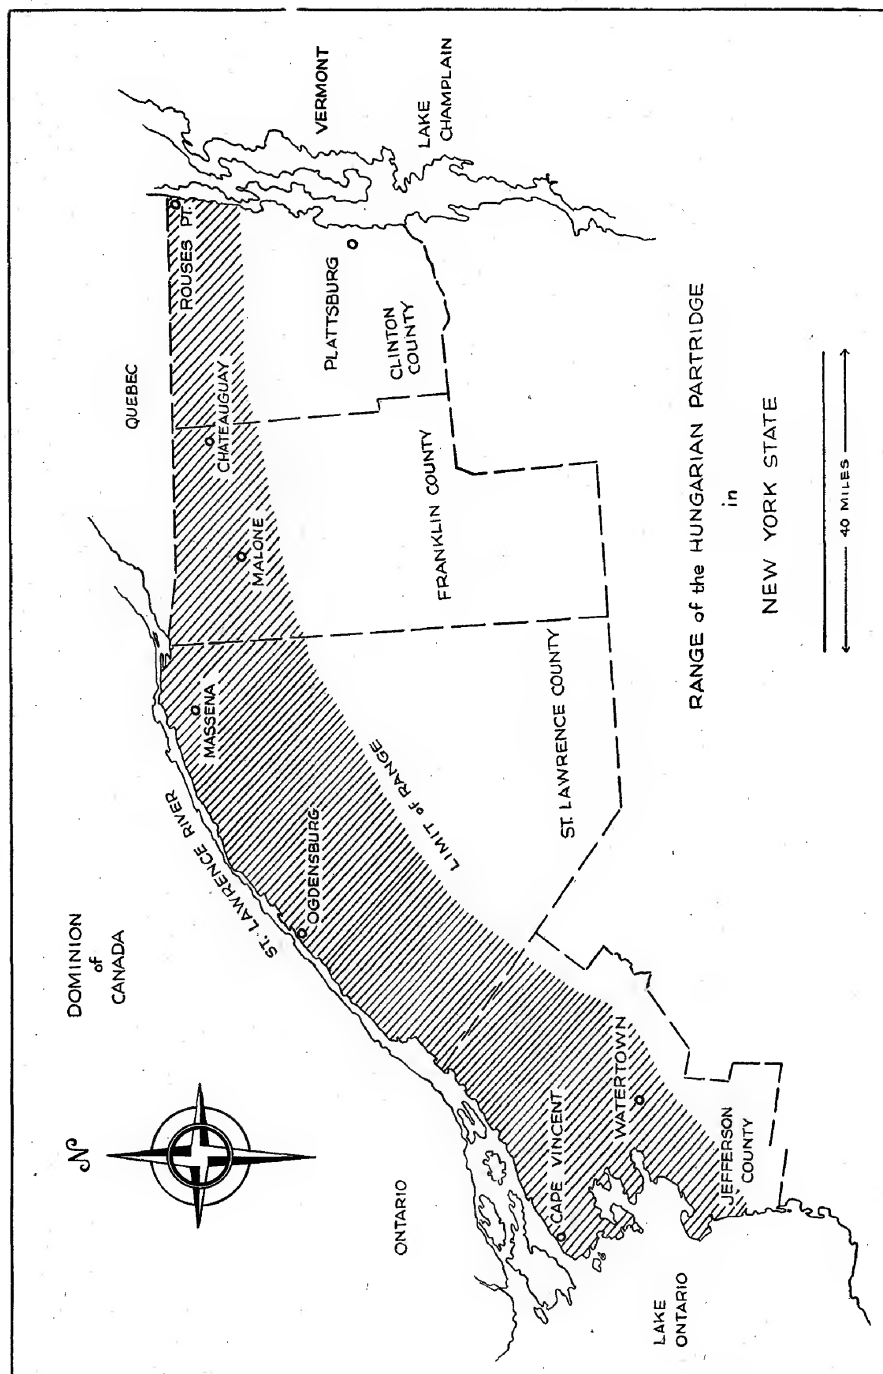 N
DOMINION
of
CANADA
QUEBEC
VERMONT
LAKE
CHAMPLAIN
ONTARIO
ST. LAWRENCE RIVER
MASSENA
MALONE
CHATEAUGUAY
ROUSES PT.
OGDENSBURG
PLATTSBURG
CLINTON
COUNTY
FRANKLIN COUNTY
LIMIT of RANGE
ST. LAWRENCE COUNTY
CAPE VINCENT
WATERTOWN
JEFFERSON
COUNTY
LAKE
ONTARIO
RANGE of the HUNGARIAN PARTRIDGE
in
NEW YORK STATE
40 MILES